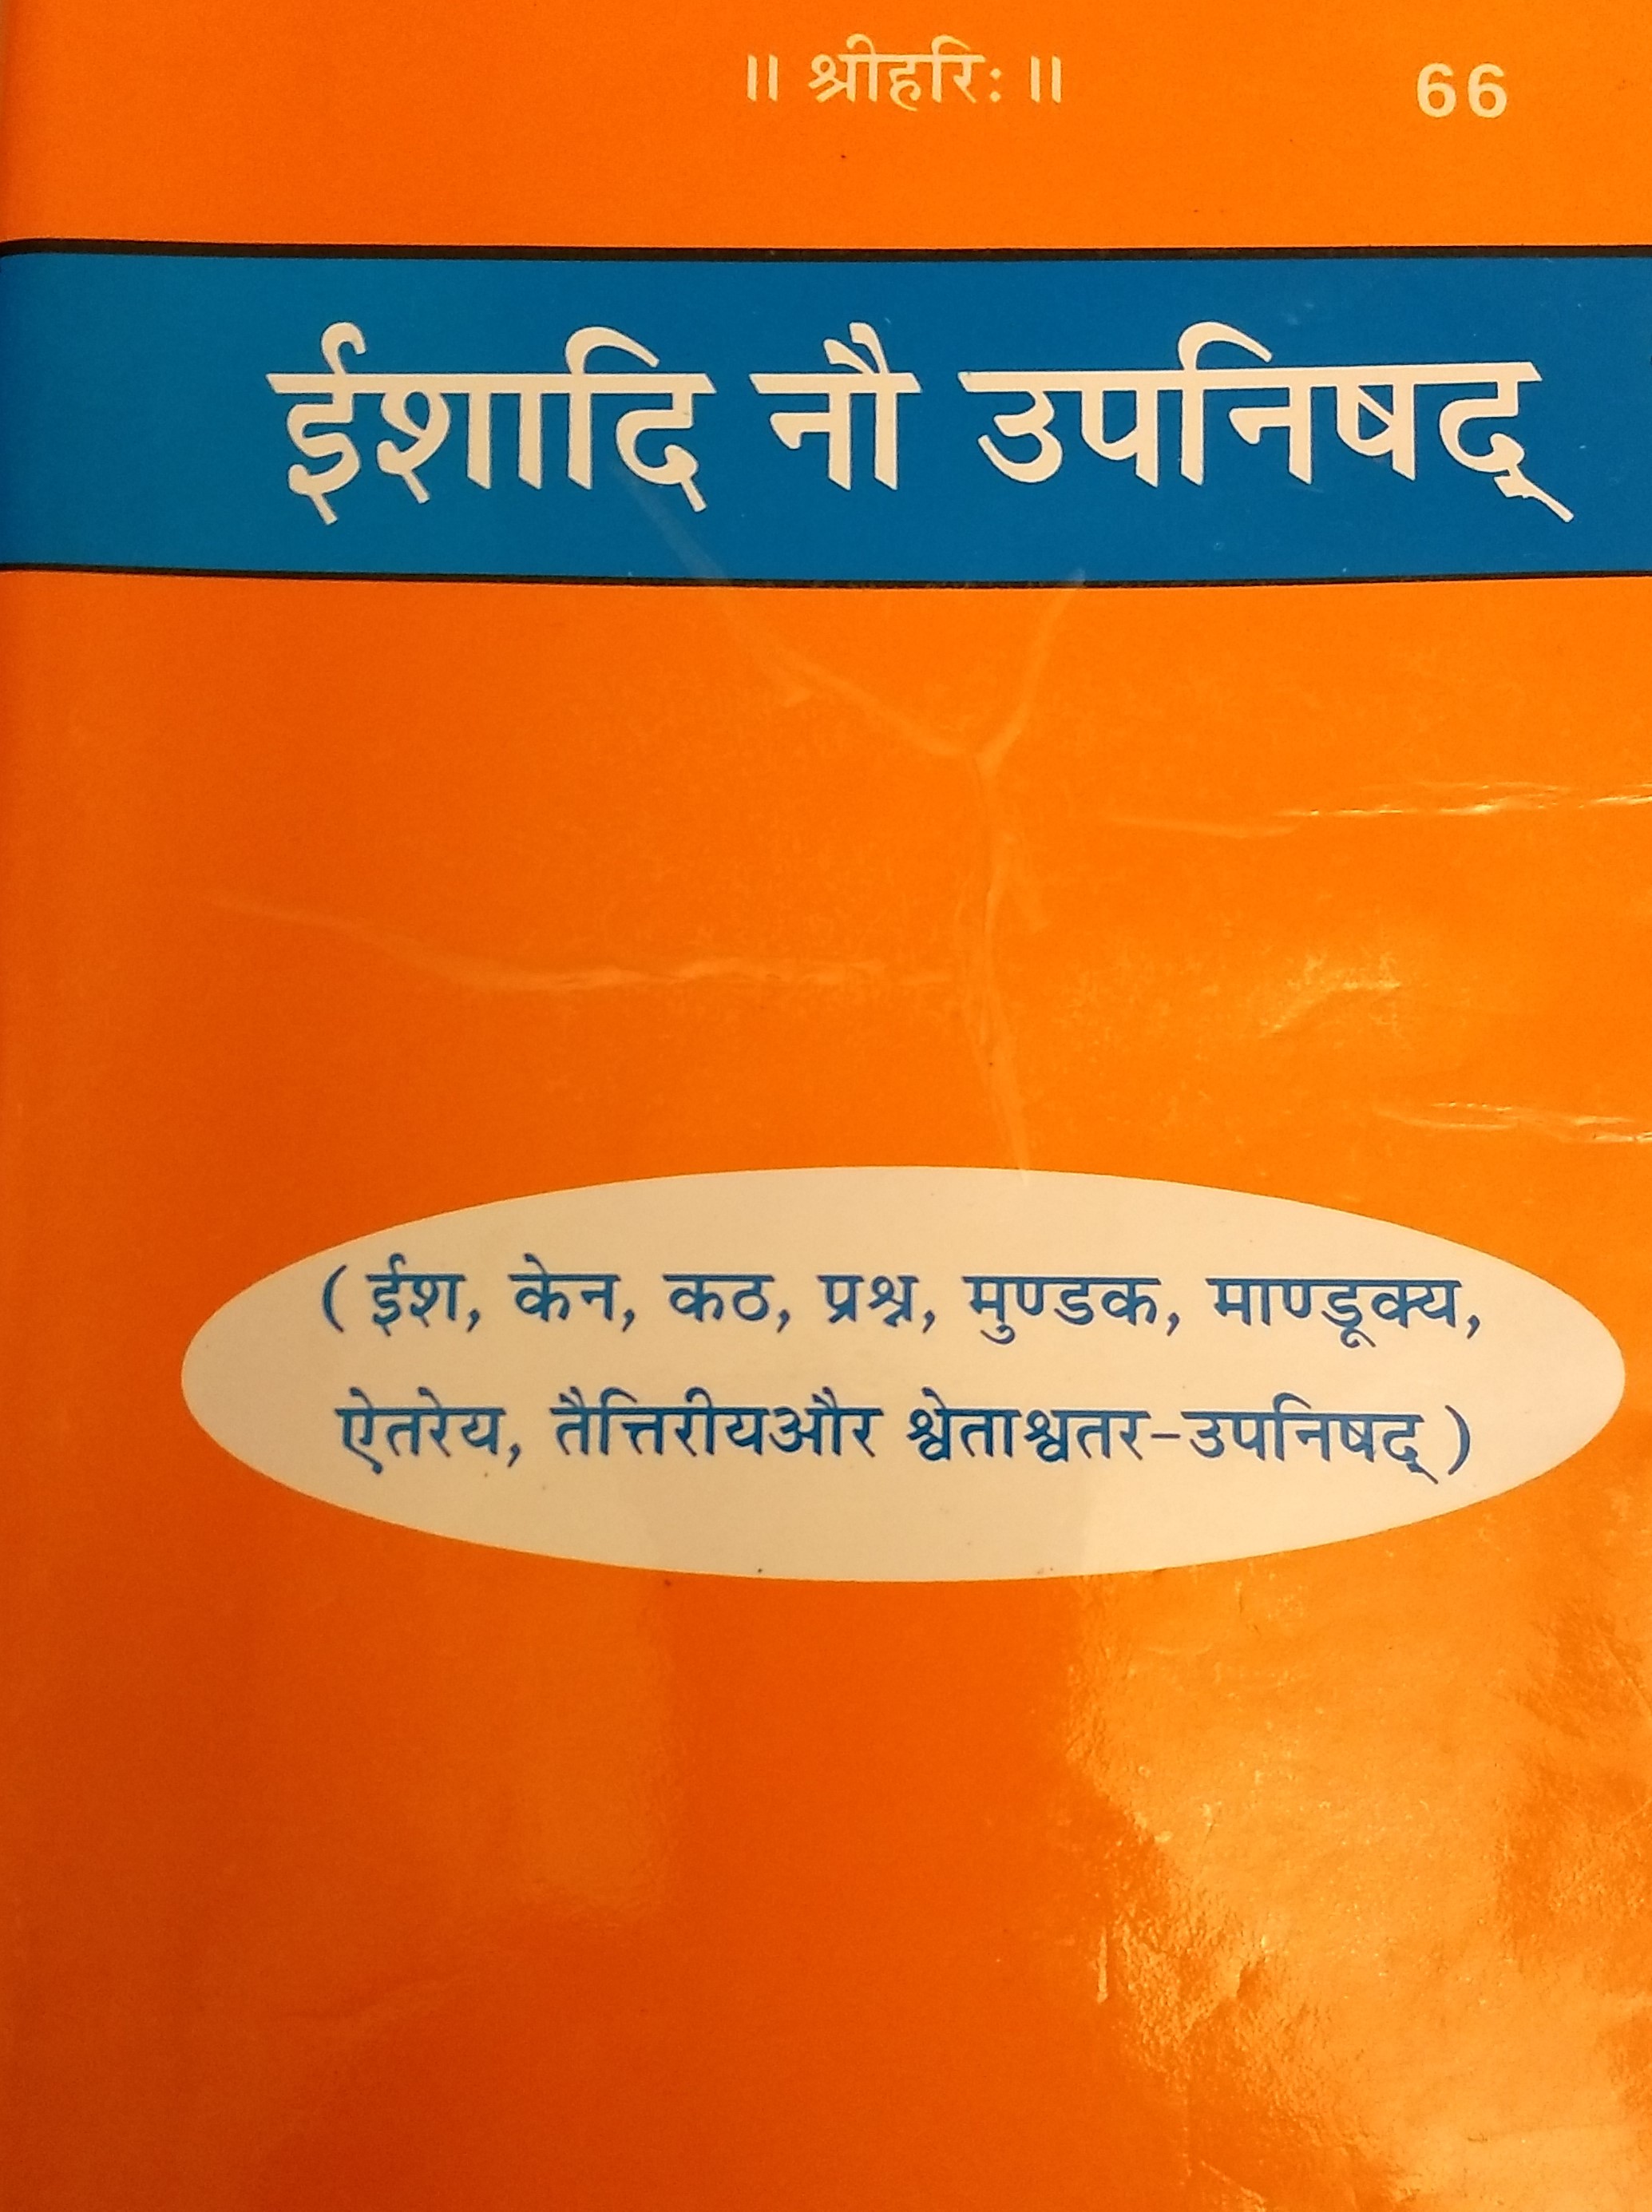 ॥ श्रीहरिः ॥ 66
ईशादि नौ उपनिषद्
( ईश, केन, कठ, प्रश्न, मुण्डक, माण्डूक्य,
ऐतरेय, तैत्तिरीयऔर श्वेताश्वतर-उपनिषद् )